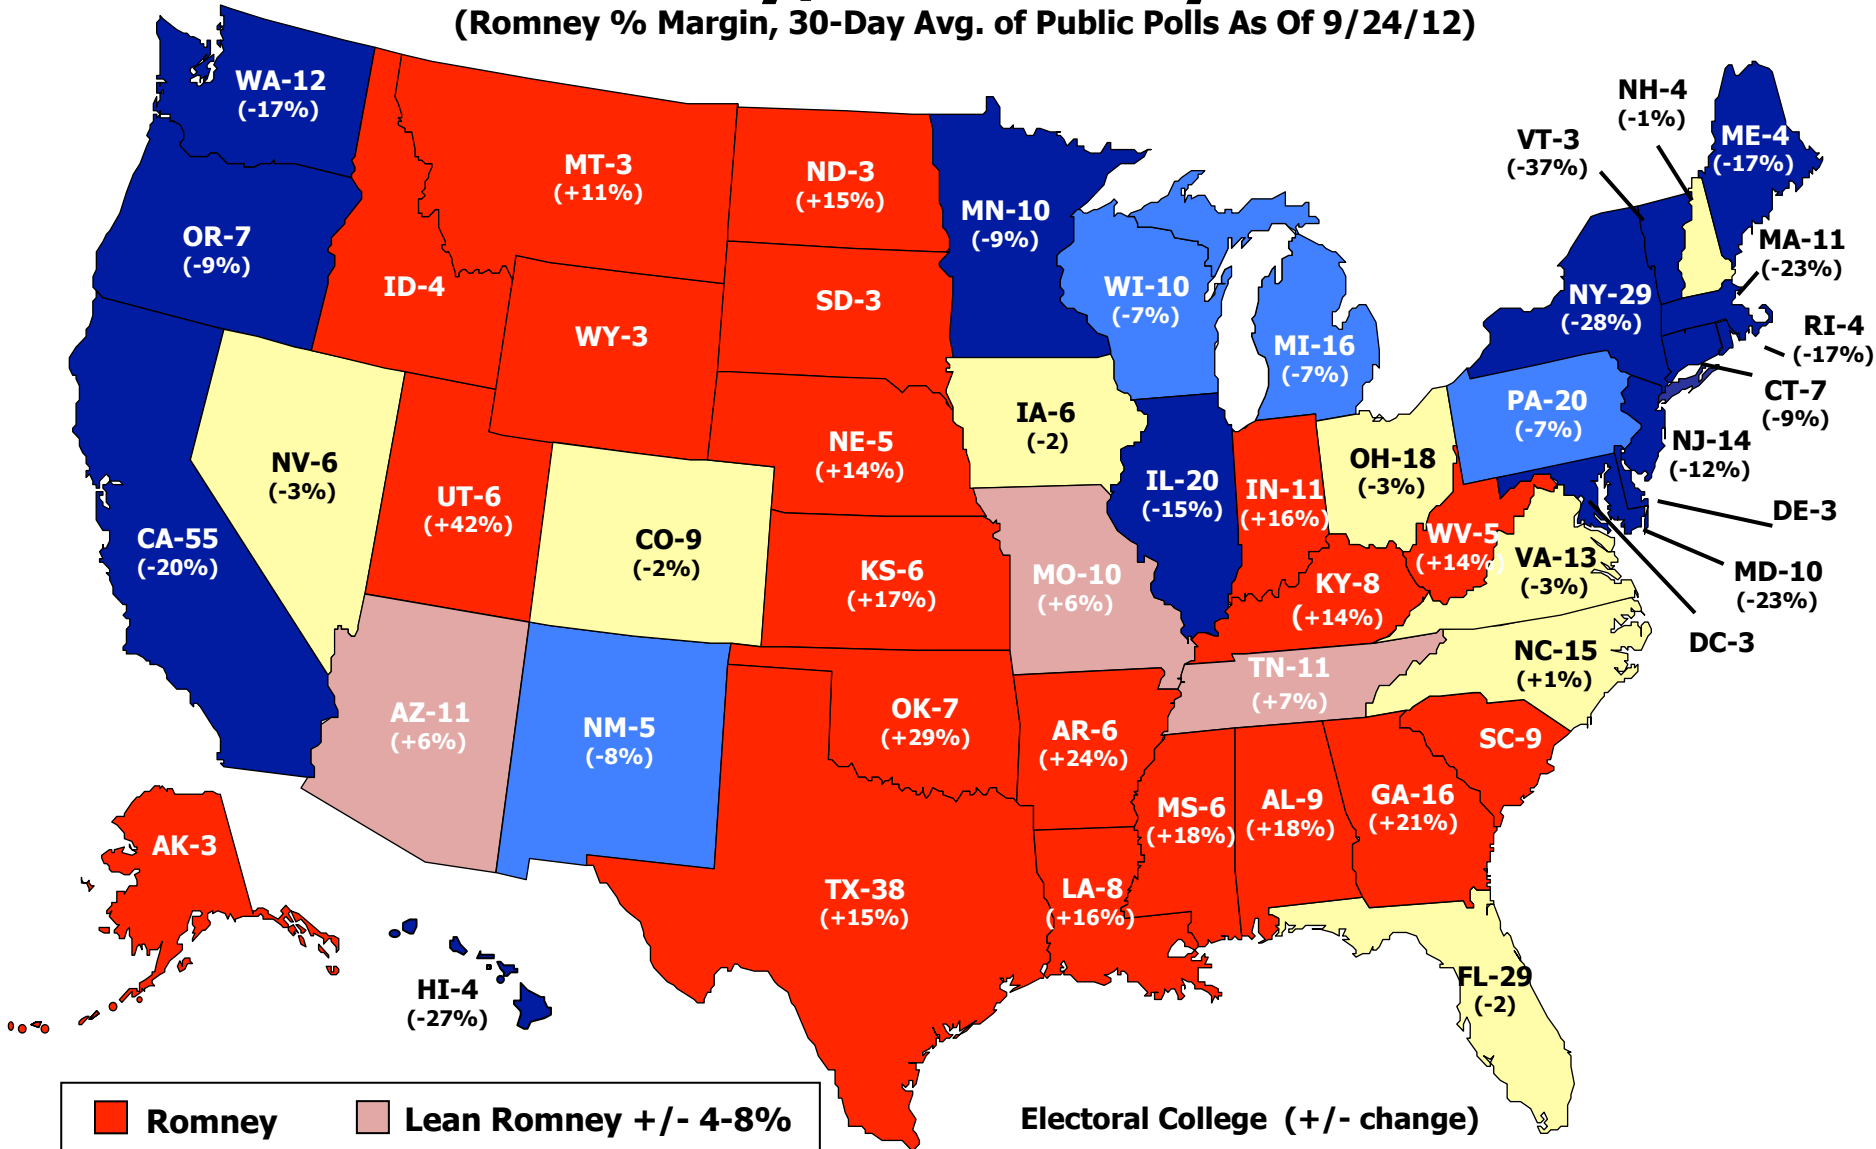 (Romney % Margin, 30-Day Avg. of Public Polls As Of 9/24/12)
WA-12
(-17%)
OR-7
(-9%)
CA-55
(-20%)
NV-6
(-3%)
ID-4
MT-3
(+11%)
WY-3
UT-6
(+42%)
AZ-11
(+6%)
CO-9
(-2%)
NM-5
(-8%)
ND-3
(+15%)
SD-3
NE-5
(+14%)
KS-6
(+17%)
OK-7
(+29%)
TX-38
(+15%)
MN-10
(-9%)
IA-6
(-2)
MO-10
(+6%)
AR-6
(+24%)
LA-8
(+16%)
WI-10
(-7%)
IL-20
(-15%)
MI-16
(-7%)
IN-11
(+16%)
OH-18
(-3%)
KY-8
(+14%)
TN-11
(+7%)
MS-6
(+18%)
AL-9
(+18%)
GA-16
(+21%)
FL-29
(-2)
SC-9
NC-15
(+1%)
VA-13
(-3%)
WV-5
(+14%)
PA-20
(-7%)
NY-29
(-28%)
VT-3
(-37%)
NH-4
(-1%)
ME-4
(-17%)
MA-11
(-23%)
RI-4
(-17%)
CT-7
(-9%)
NJ-14
(-12%)
DE-3
MD-10
(-23%)
DC-3
AK-3
HI-4
(-27%)
Romney
Lean Romney +/- 4-8%
Electoral College (+/- change)